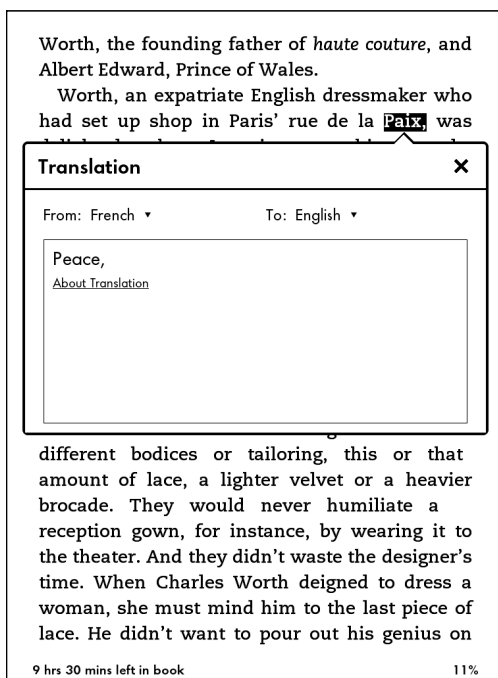 Worth, the founding father of haute couture, and
Albert Edward, Prince of Wales.
Worth, an expatriate English dressmaker who
had set up shop in Paris’ rue de la Paix, was
Translation
From: French
To: English
Peace,
About Translation
different bodices or tailoring, this or that
amount of lace, a lighter velvet or a heavier
brocade. They would never humiliate a
reception gown, for instance, by wearing it to
the theater. And they didn’t waste the designer’s
time. When Charles Worth deigned to dress a
woman, she must mind him to the last piece of
lace. He didn’t want to pour out his genius on
9 hrs 30 mins left in book
11%